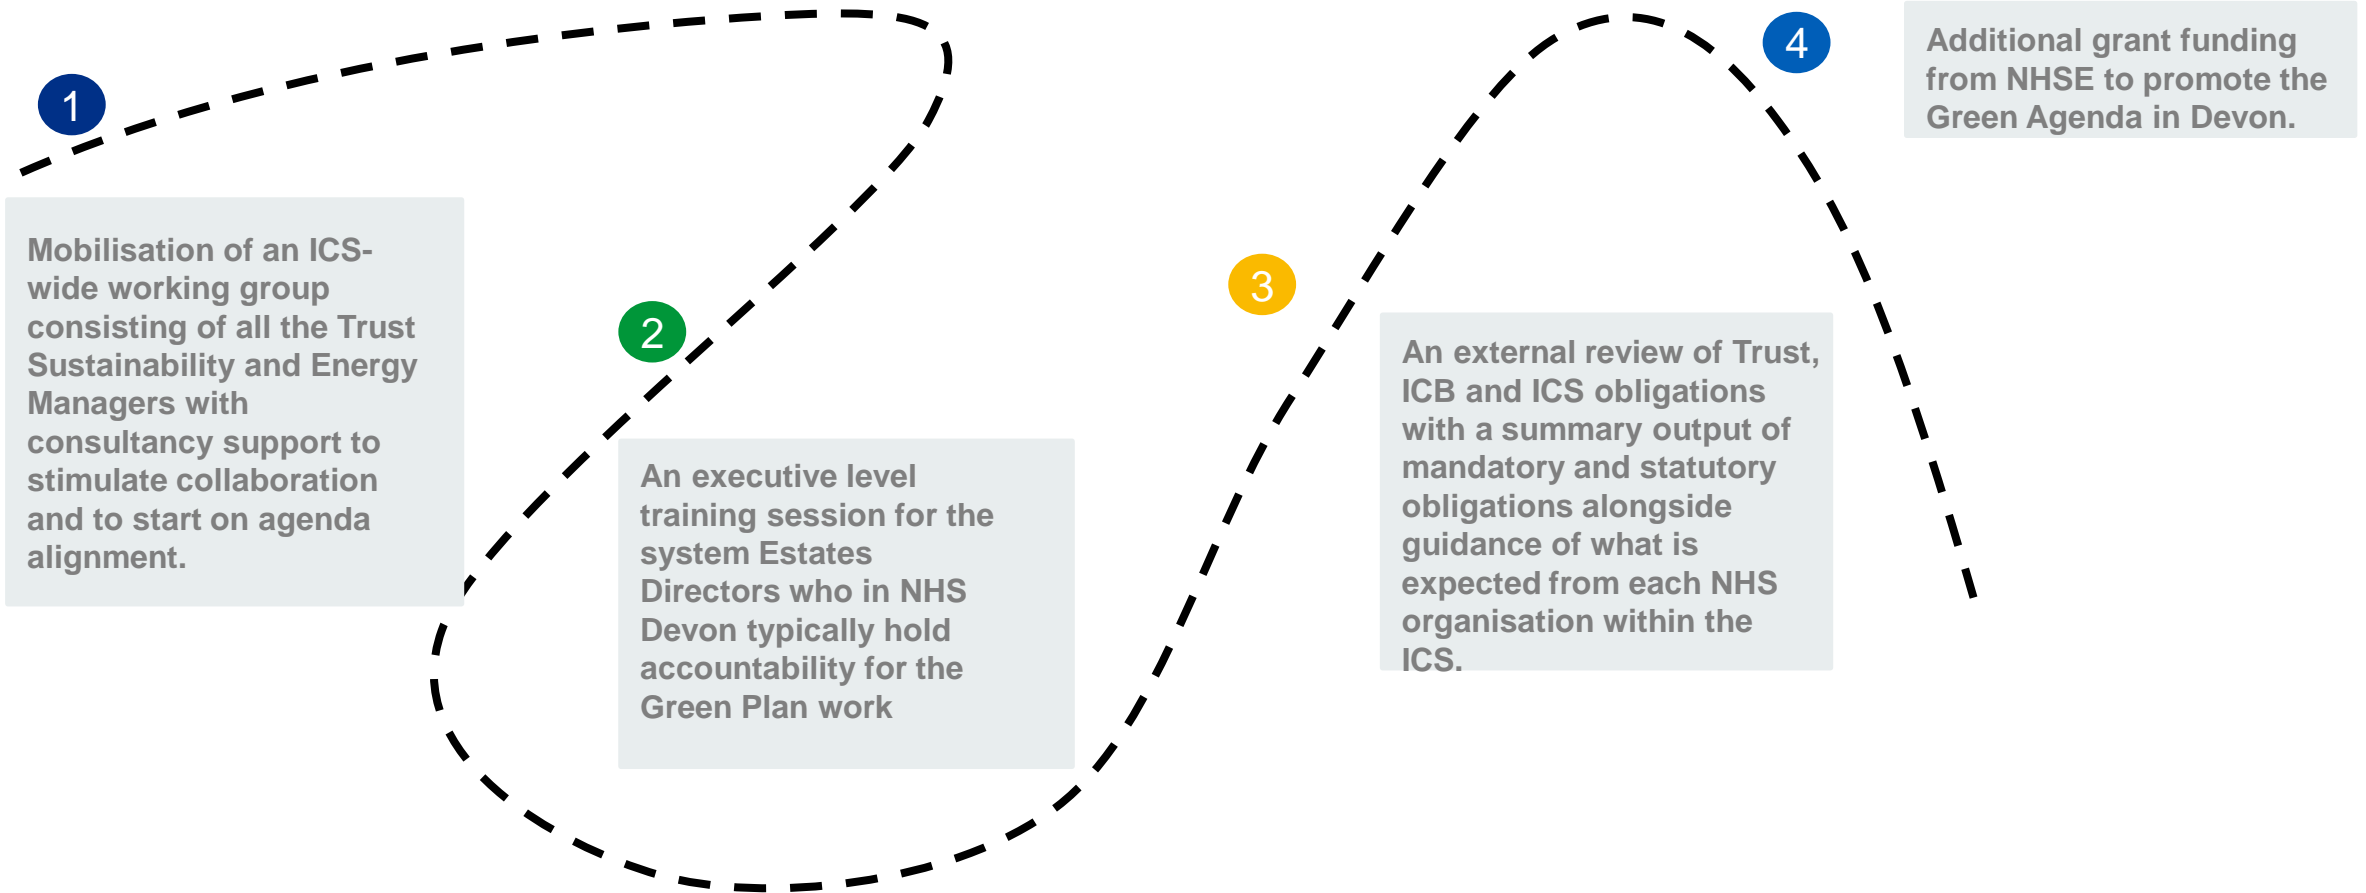 1
Mobilisation of an ICS-
wide working group
consisting of all the Trust
Sustainability and Energy
Managers with
consultancy support to
stimulate collaboration
and to start on agenda
alignment.
2
An executive level
training session for the
system Estates
Directors who in NHS
Devon typically hold
accountability for the
Green Plan work
3
An external review of Trust,
ICB and ICS obligations
with a summary output of
mandatory and statutory
obligations alongside
guidance of what is
expected from each NHS
organisation within the
ICS.
4
Additional grant funding
from NHSE to promote the
Green Agenda in Devon.